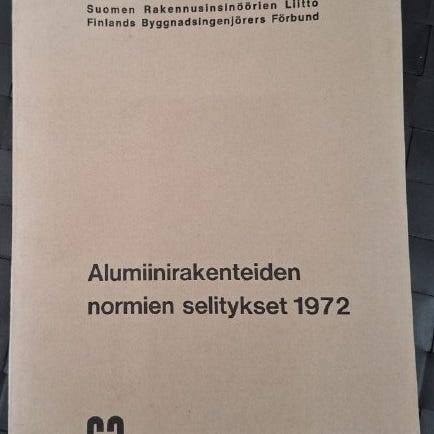 Suomen Rakennusinsinöörien Liitto
Finlands Byggnadsingenjörers Förbund
Alumiinirakenteiden
normien selitykset 1972